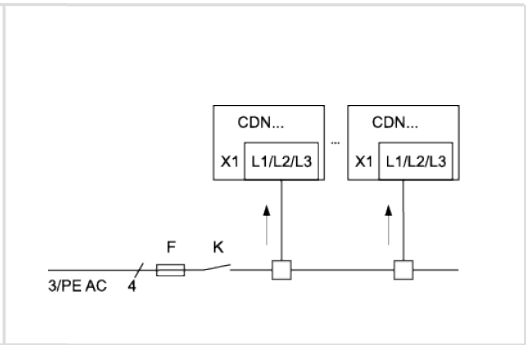 CDN... CDN...
X1 L1/L2/L3 ... X1 L1/L2/L3
F K
3/PE AC 4